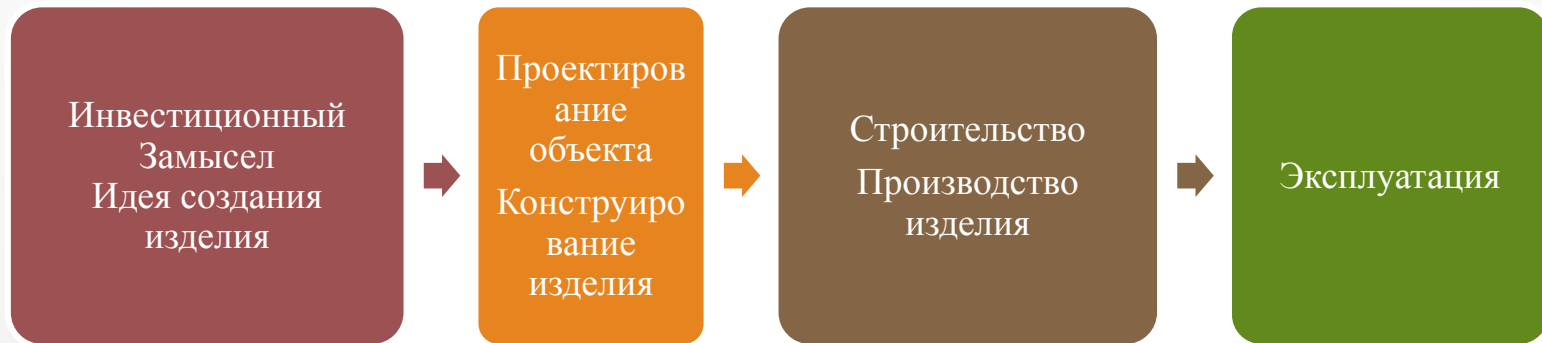 Инвестиционный
Замысел
Идея создания
изделия
Проектиров
ание
объекта
Конструиро
вание
изделия
Строительство
Производство
изделия
Эксплуатация